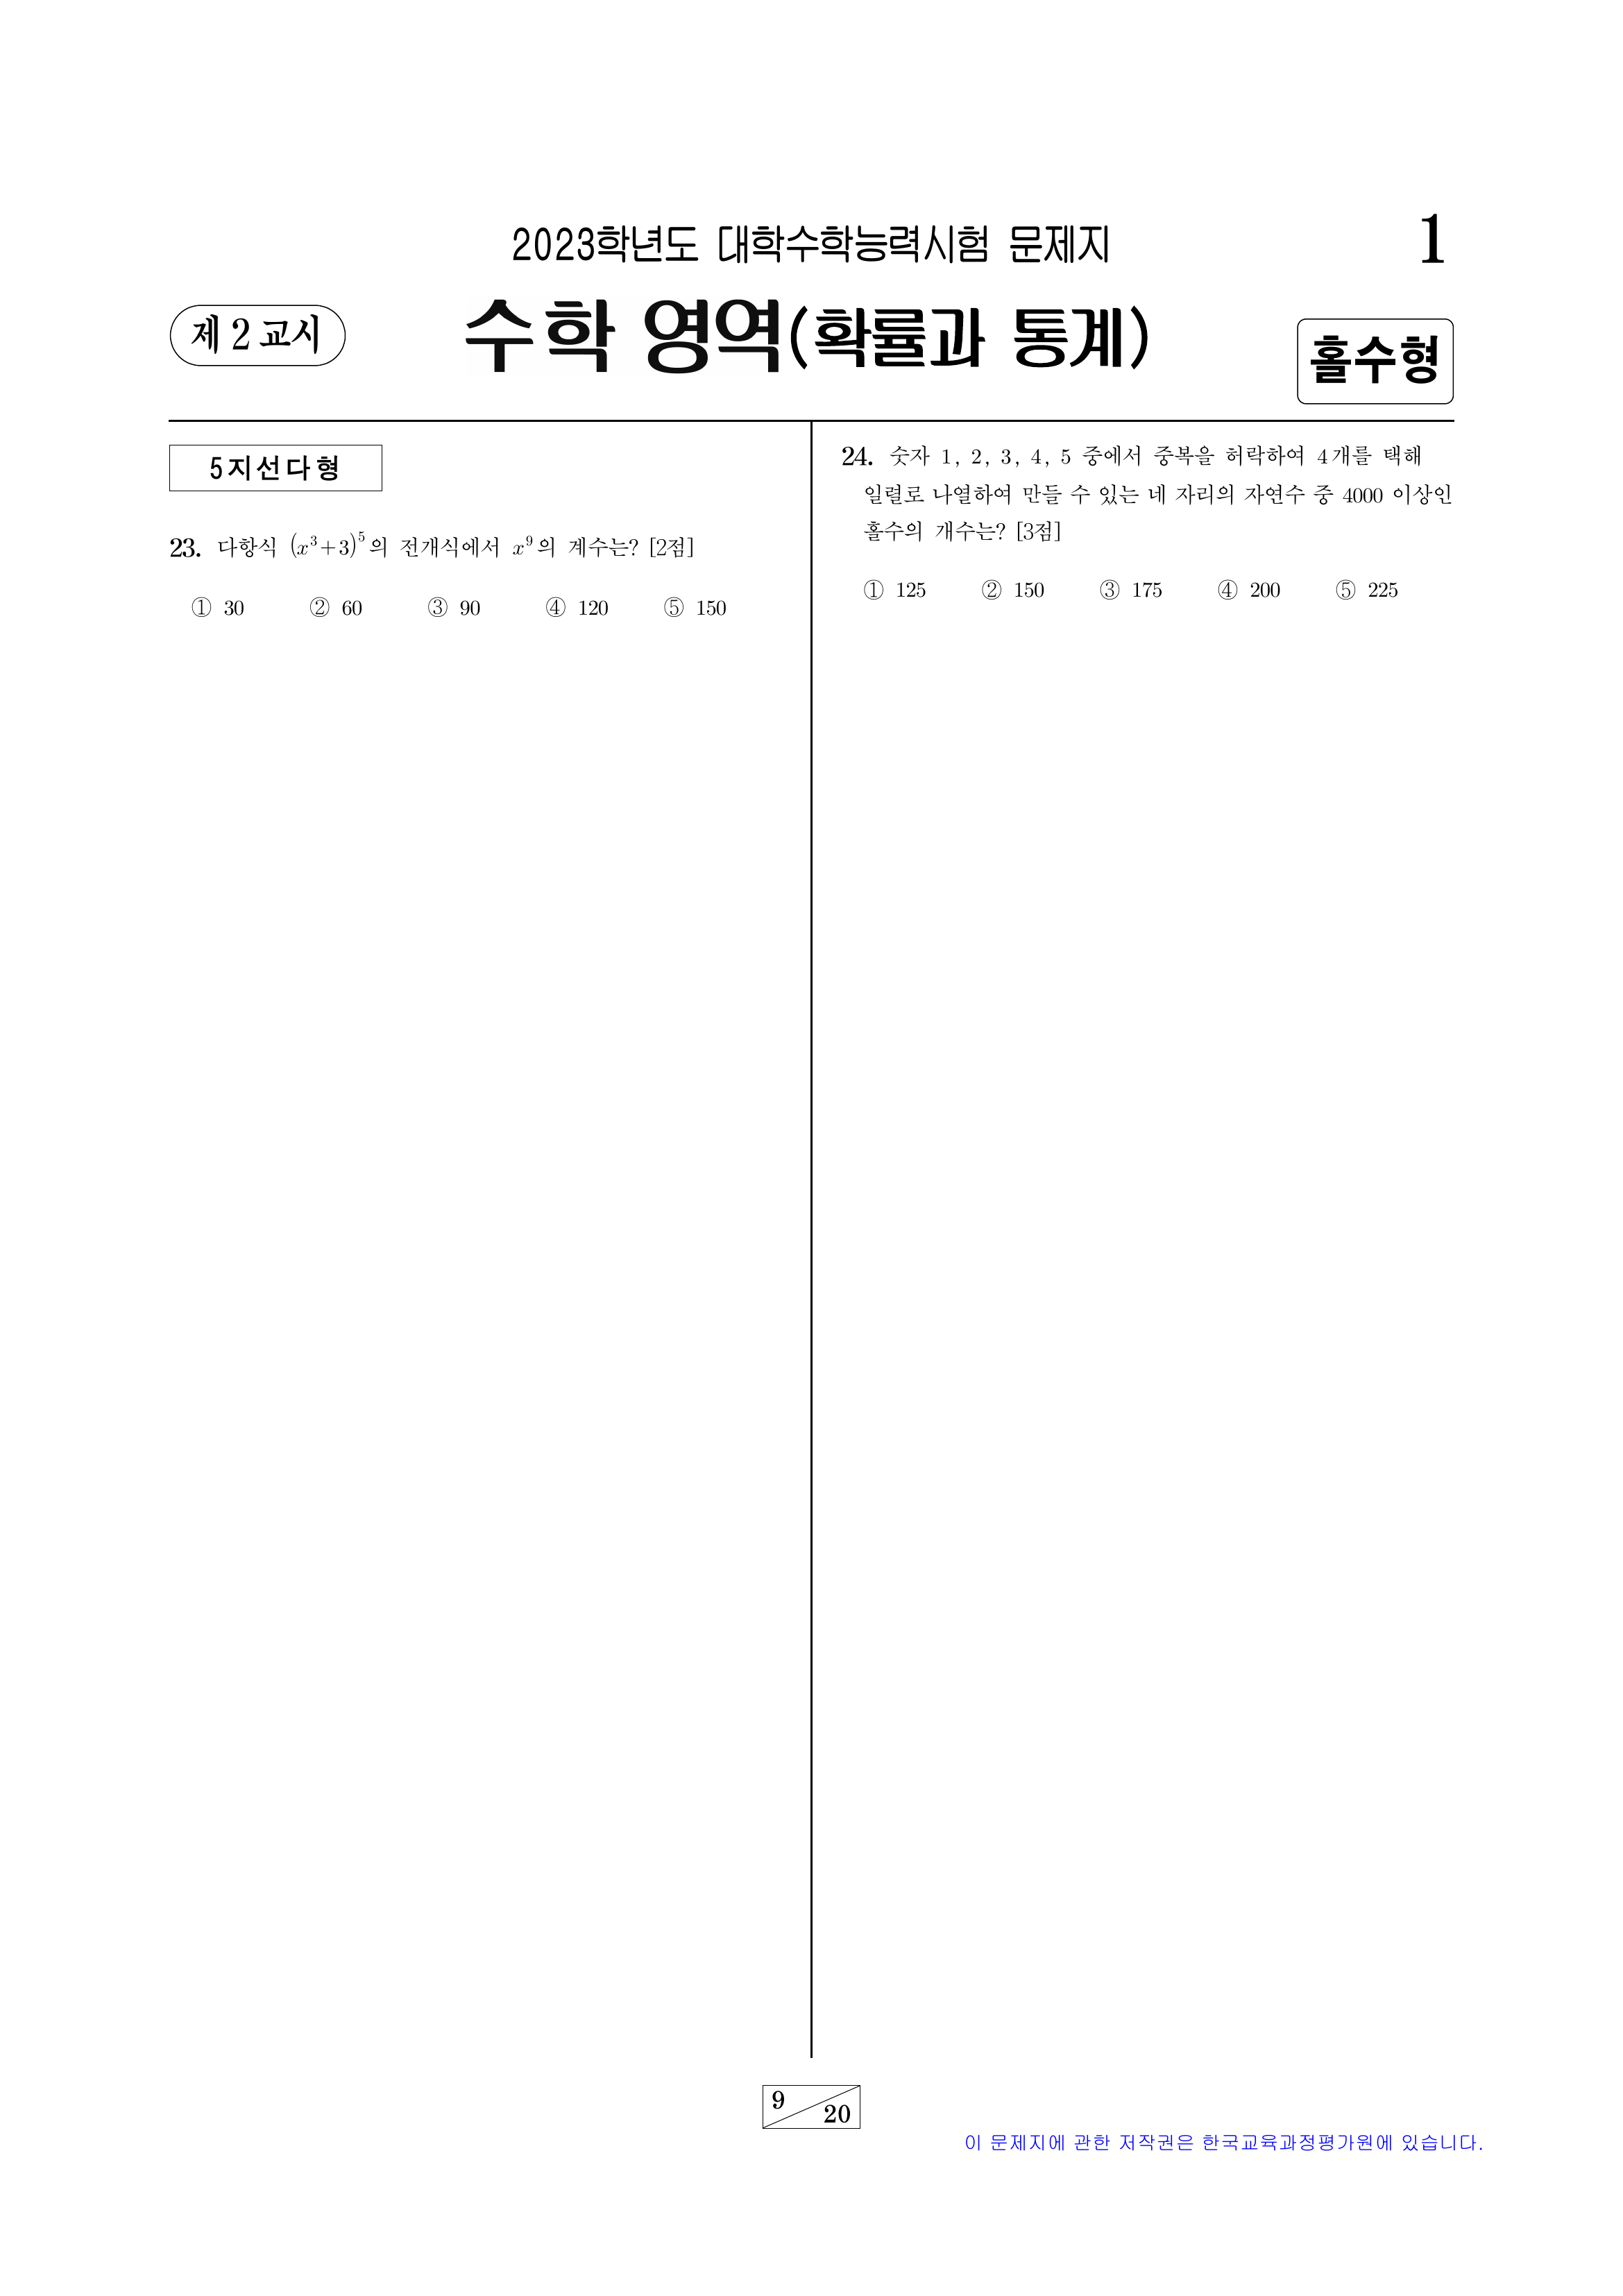 2023학년도 대학수학능력시험 문제지
1
제 2 교시
수학 영역(확률과 통계)
홀수형
5지선다형
23. 다항식 (x³+3)⁵의 전개식에서 x⁹의 계수는? [2점]
① 30 ② 60 ③ 90 ④ 120 ⑤ 150
24. 숫자 1, 2, 3, 4, 5 중에서 중복을 허락하여 4개를 택해
일렬로 나열하여 만들 수 있는 네 자리의 자연수 중 4000 이상인
홀수의 개수는? [3점]
① 125 ② 150 ③ 175 ④ 200 ⑤ 225
9
20
이 문제지에 관한 저작권은 한국교육과정평가원에 있습니다.